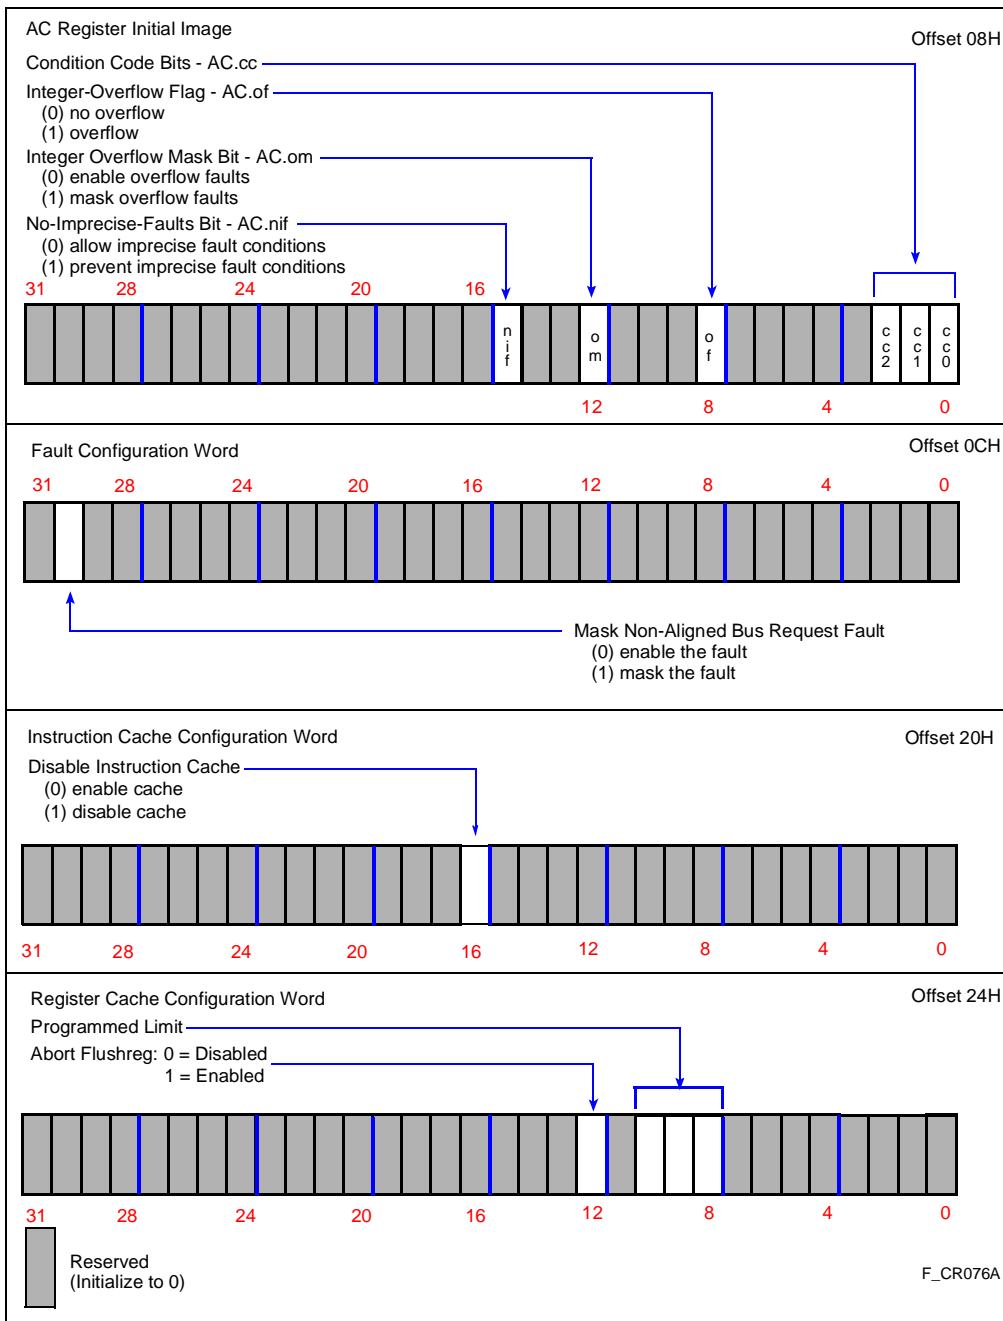 AC Register Initial Image
Offset 08H
Condition Code Bits - AC.cc
Integer-Overflow Flag - AC.of
(0) no overflow
(1) overflow
Integer Overflow Mask Bit - AC.om
(0) enable overflow faults
(1) mask overflow faults
No-Imprecise-Faults Bit - AC.nif
(0) allow imprecise fault conditions
(1) prevent imprecise fault conditions
31 28 24 20 16
nif om of cc2 cc1 cc0
12 8 4 0
Fault Configuration Word
Offset 0CH
31 28 24 20 16 12 8 4 0
Mask Non-Aligned Bus Request Fault
(0) enable the fault
(1) mask the fault
Instruction Cache Configuration Word
Offset 20H
Disable Instruction Cache
(0) enable cache
(1) disable cache
31 28 24 20 16 12 8 4 0
Register Cache Configuration Word
Offset 24H
Programmed Limit
Abort Flushreg: 0 = Disabled
1 = Enabled
31 28 24 20 16 12 8 4 0
Reserved
(Initialize to 0)
F_CR076A